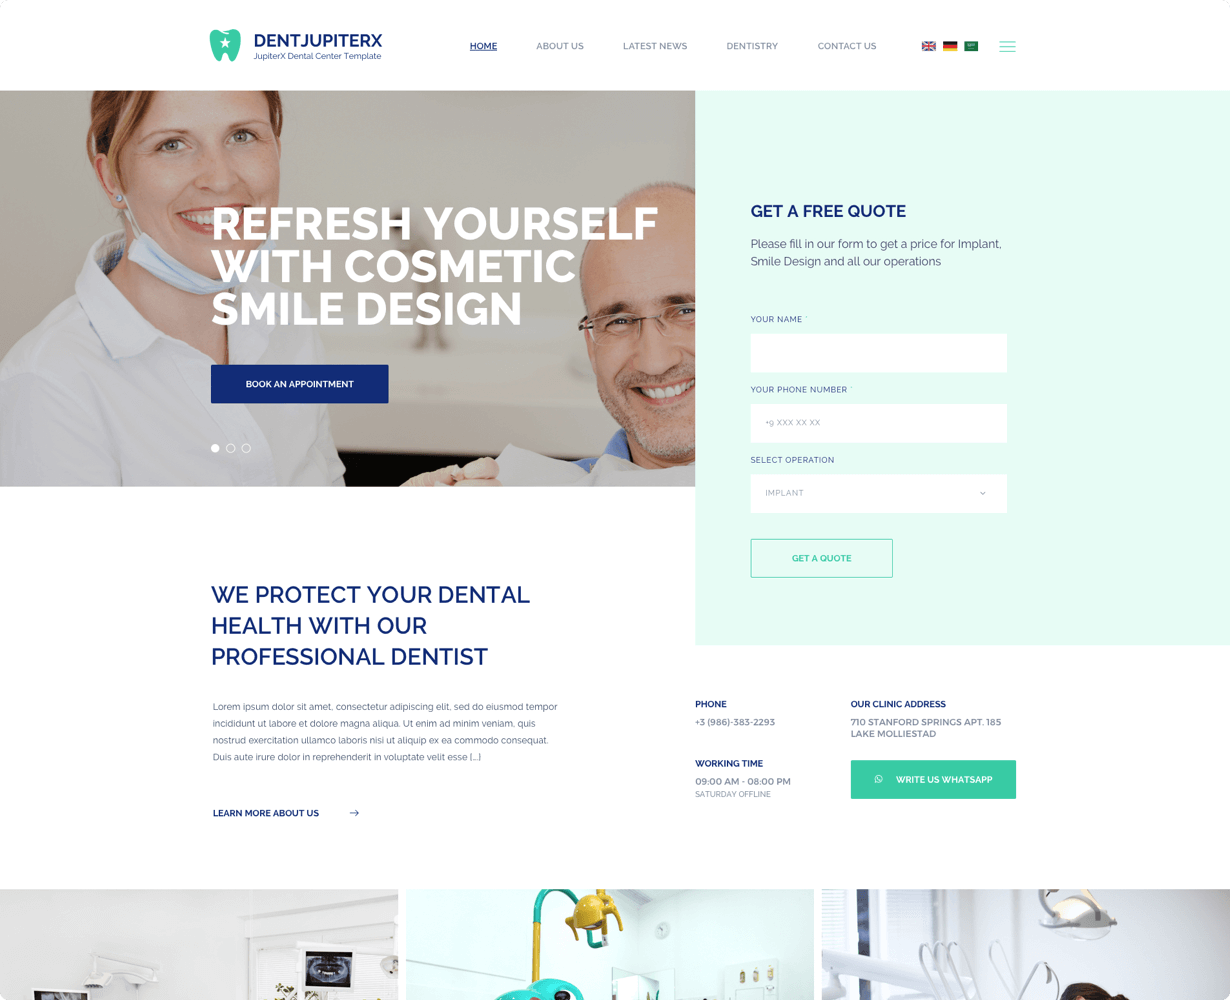 DENTJUPITERX
JupiterX Dental Center Template
HOME
ABOUT US
LATEST NEWS
DENTISTRY
CONTACT US
REFRESH YOURSELF
WITH COSMETIC
SMILE DESIGN
BOOK AN APPOINTMENT
GET A FREE QUOTE
Please fill in our form to get a price for Implant,
Smile Design and all our operations
YOUR NAME *
YOUR PHONE NUMBER *
+9 XXX XX XX
SELECT OPERATION
IMPLANT
GET A QUOTE
WE PROTECT YOUR DENTAL
HEALTH WITH OUR
PROFESSIONAL DENTIST
Lorem ipsum dolor sit amet, consectetur adipiscing elit, sed do eiusmod tempor
incididunt ut labore et dolore magna aliqua. Ut enim ad minim veniam, quis
nostrud exercitation ullamco laboris nisi ut aliquip ex ea commodo consequat.
Duis aute irure dolor in reprehenderit in voluptate velit esse [...]
LEARN MORE ABOUT US
PHONE
+3 (986)-383-2293
WORKING TIME
09:00 AM - 08:00 PM
SATURDAY OFFLINE
OUR CLINIC ADDRESS
710 STANFORD SPRINGS APT. 185
LAKE MOLLIESTAD
WRITE US WHATSAPP